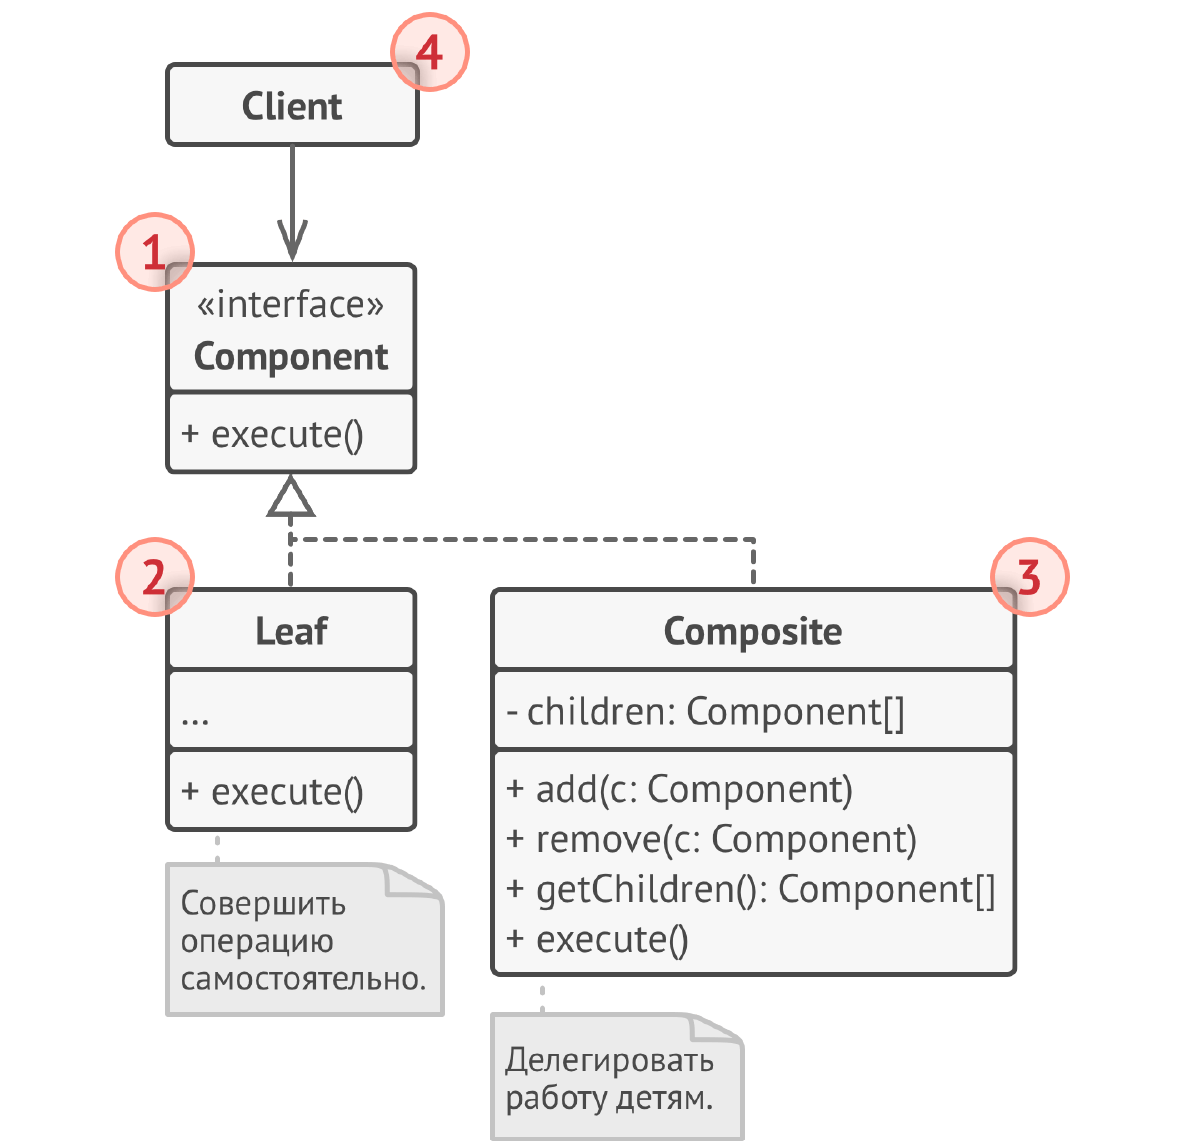 4
Client
1
«interface»
Component
+ execute()
2
Leaf
...
+ execute()
Совершить
операцию
самостоятельно.
3
Composite
- children: Component[]
+ add(c: Component)
+ remove(c: Component)
+ getChildren(): Component[]
+ execute()
Делегировать
работу детям.